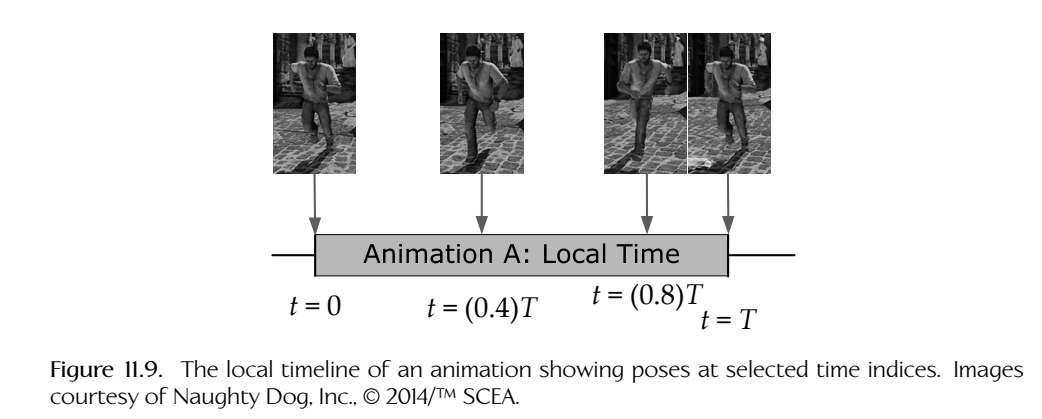 Animation A: Local Time
t = 0
t = (0.4)T
t = (0.8)T
t = T
Figure 11.9. The local timeline of an animation showing poses at selected time indices. Images
courtesy of Naughty Dog, Inc., © 2014/™ SCEA.